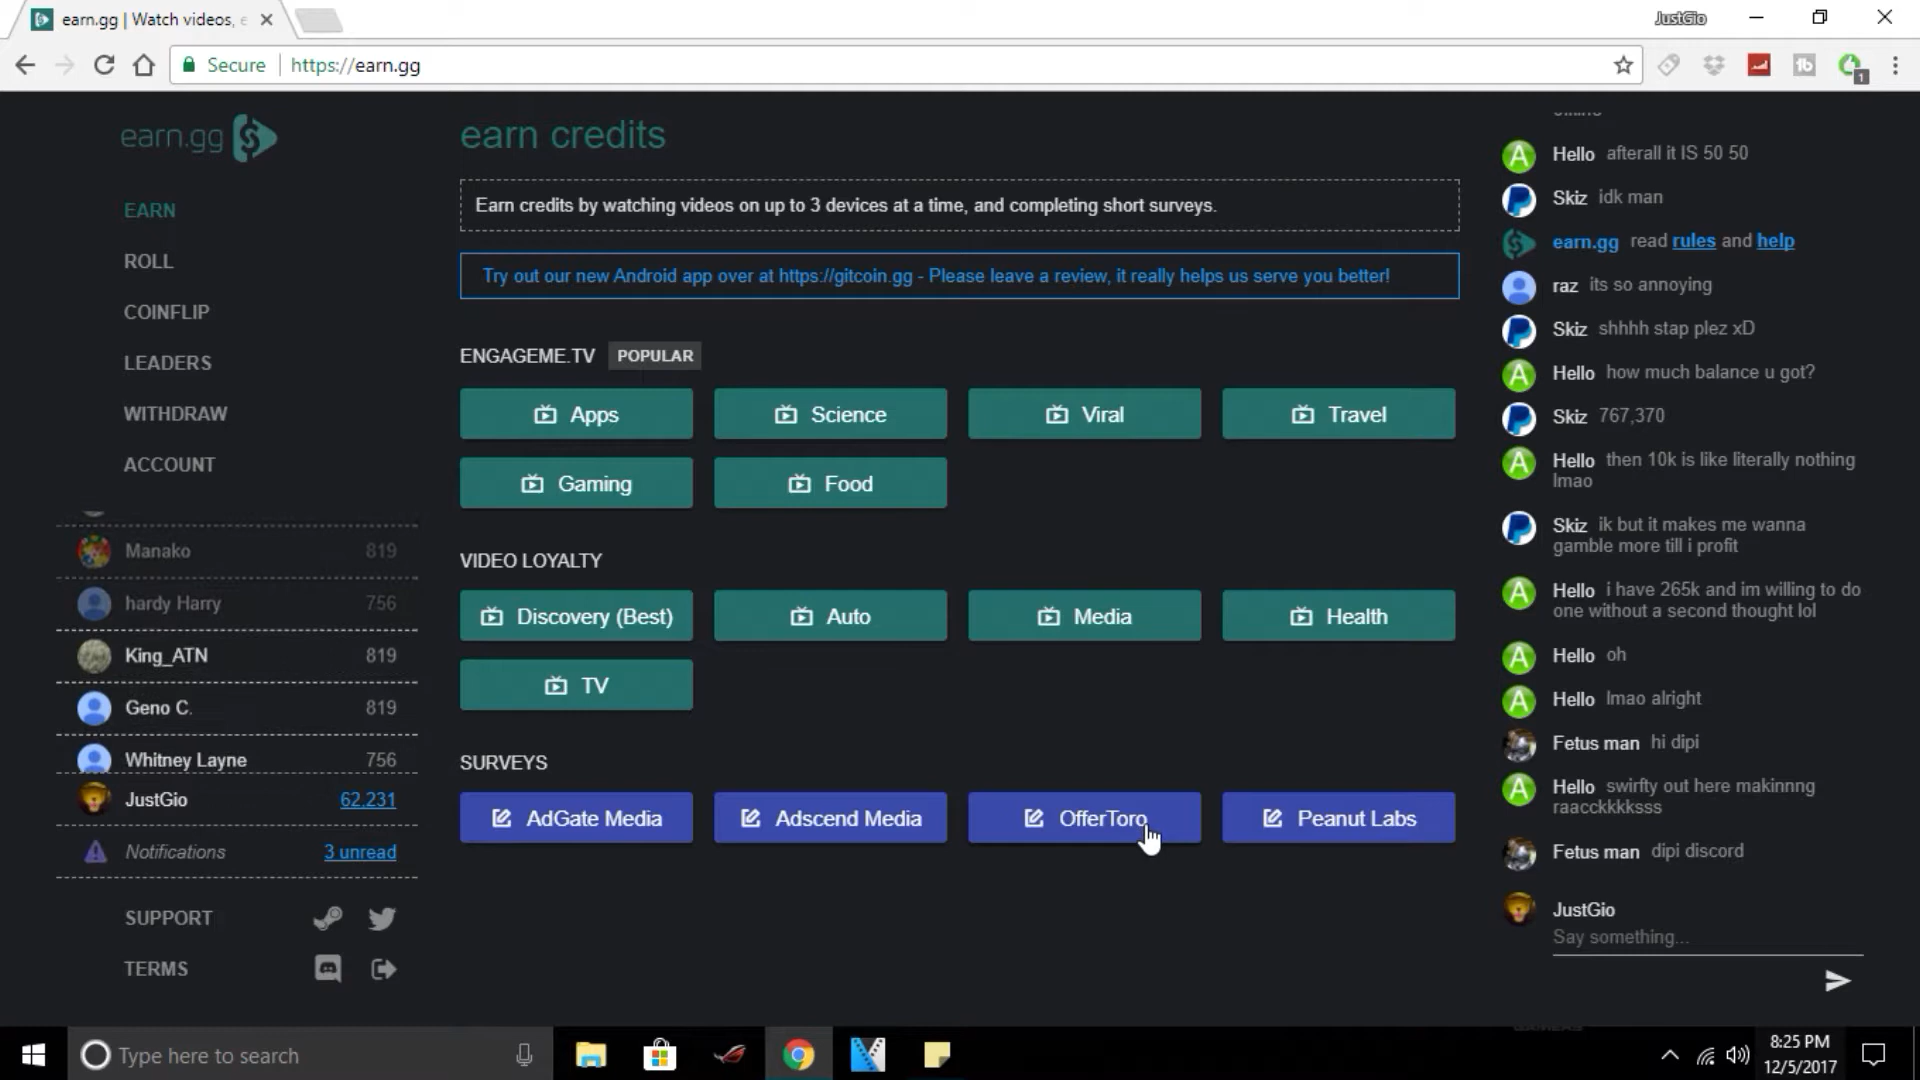 earn.gg | Watch videos, e
JustGio
Secure
https://earn.gg
1
earn.gg
EARN
ROLL
COINFLIP
LEADERS
WITHDRAW
ACCOUNT
Manako 819
hardy Harry 756
King_ATN 819
Geno C. 819
Whitney Layne 756
JustGio 62,231
Notifications 3 unread
SUPPORT
TERMS
earn credits
Earn credits by watching videos on up to 3 devices at a time, and completing short surveys.
Try out our new Android app over at https://gitcoin.gg - Please leave a review, it really helps us serve you better!
ENGAGEME.TV POPULAR
Apps Science Viral Travel
Gaming Food
VIDEO LOYALTY
Discovery (Best) Auto Media Health
TV
SURVEYS
AdGate Media Adscend Media OfferToro Peanut Labs
Hello afterall it IS 50 50
Skiz idk man
earn.gg read rules and help
raz its so annoying
Skiz shhhh stap plez xD
Hello how much balance u got?
Skiz 767,370
Hello then 10k is like literally nothing
lmao
Skiz ik but it makes me wanna
gamble more till i profit
Hello i have 265k and im willing to do
one without a second thought lol
Hello oh
Hello lmao alright
Fetus man hi dipi
Hello swirfty out here makinnng
raacckkkksss
Fetus man dipi discord
JustGio
Say something...
Type here to search
8:25 PM
12/5/2017